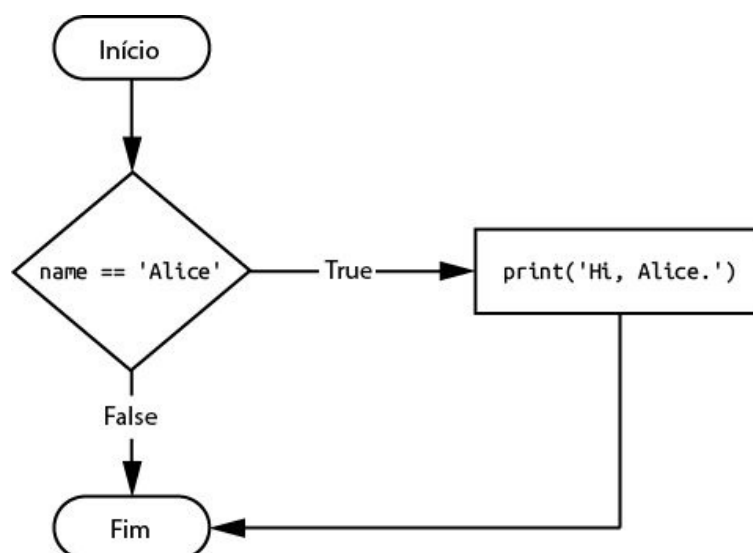 Início
name == 'Alice'
True
print('Hi, Alice.')
False
Fim